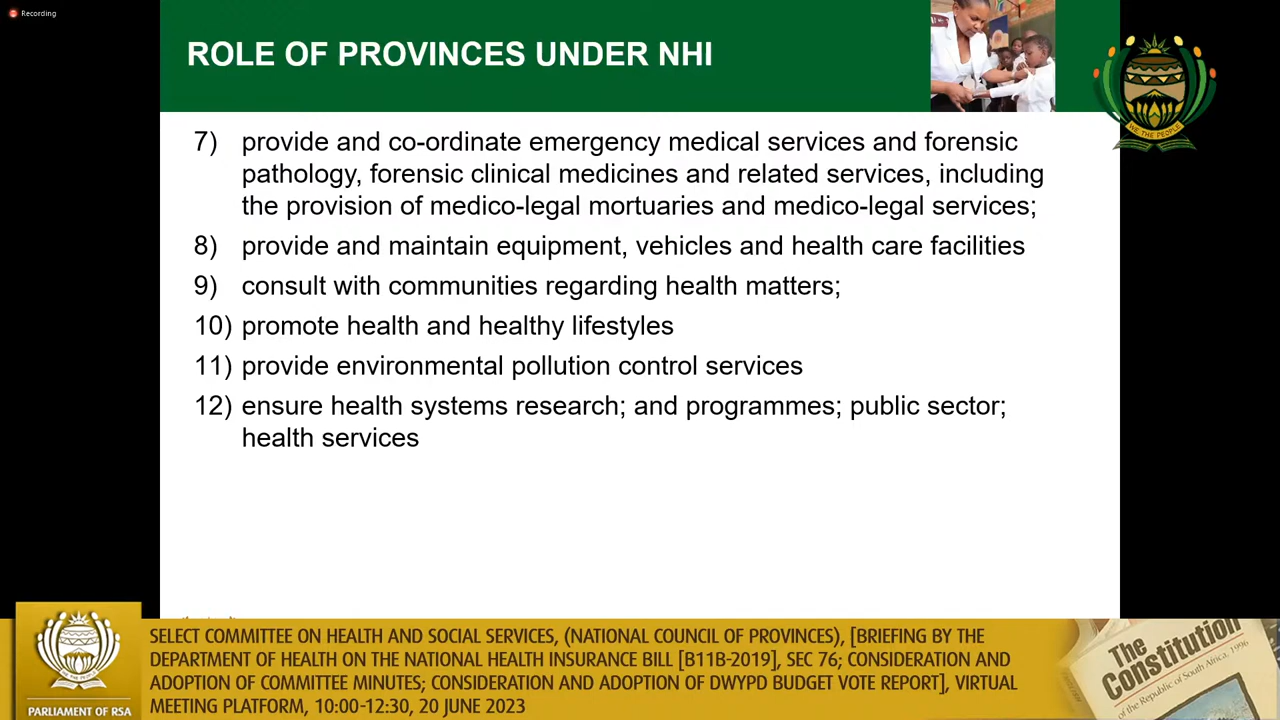 Recording
ROLE OF PROVINCES UNDER NHI
7) provide and co-ordinate emergency medical services and forensic
pathology, forensic clinical medicines and related services, including
the provision of medico-legal mortuaries and medico-legal services;
8) provide and maintain equipment, vehicles and health care facilities
9) consult with communities regarding health matters;
10) promote health and healthy lifestyles
11) provide environmental pollution control services
12) ensure health systems research; and programmes; public sector;
health services
WE, THE PEOPLE
SELECT COMMITTEE ON HEALTH AND SOCIAL SERVICES, (NATIONAL COUNCIL OF PROVINCES), [BRIEFING BY THE
DEPARTMENT OF HEALTH ON THE NATIONAL HEALTH INSURANCE BILL [B11B-2019], SEC 76; CONSIDERATION AND
ADOPTION OF COMMITTEE MINUTES; CONSIDERATION AND ADOPTION OF DWYPD BUDGET VOTE REPORT], VIRTUAL
MEETING PLATFORM, 10:00-12:30, 20 JUNE 2023
PARLIAMENT OF RSA
The
Constitution
of the Republic of South Africa, 1996